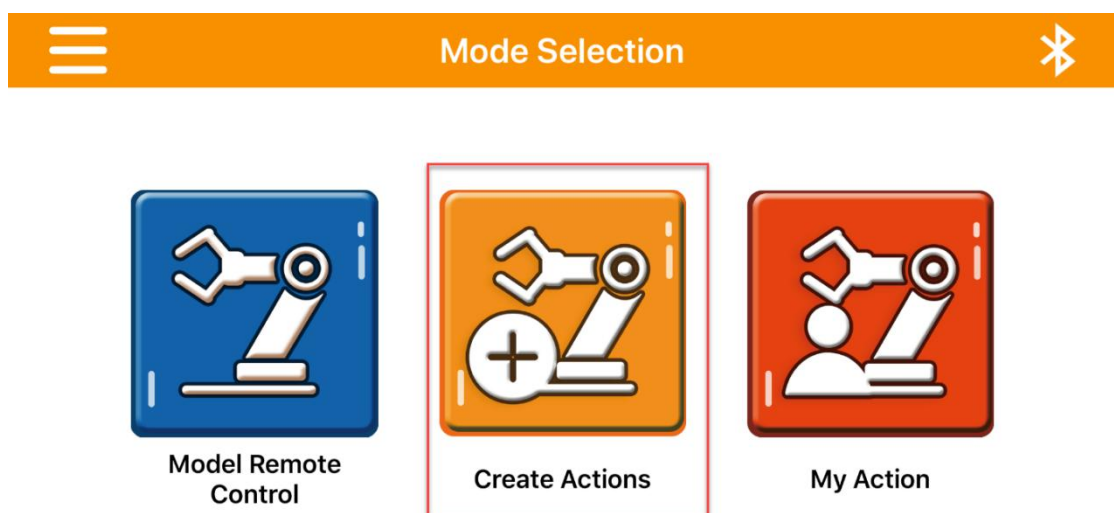 Mode Selection
Model Remote
Control
Create Actions
My Action